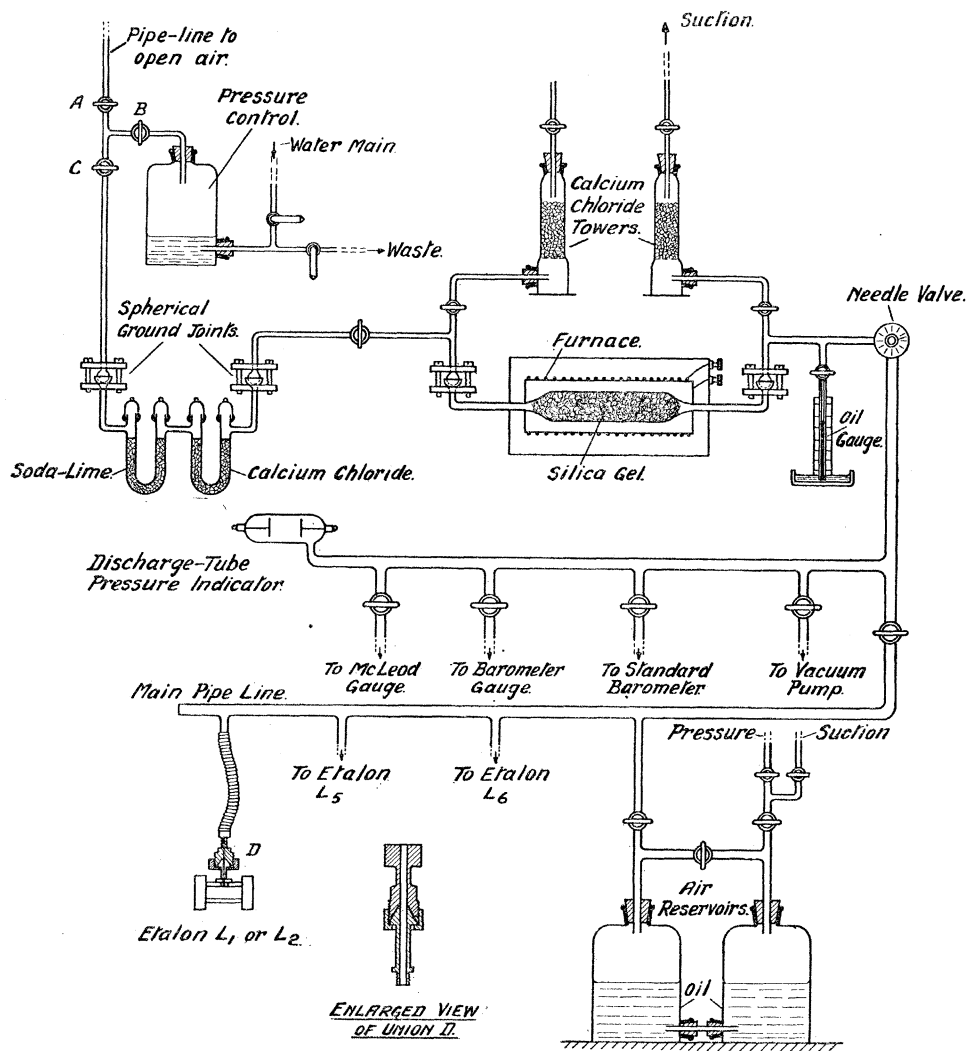 Pipe-line to
open air.
Suction.
A
B
Pressure
Control.
C
Water Main.
Calcium
Chloride
Towers.
Waste.
Needle Valve.
Spherical
Ground Joints.
Furnace.
Oil
Gauge.
Soda-Lime.
Calcium Chloride.
Silica Gel.
Discharge-Tube
Pressure Indicator.
To McLeod
Gauge.
To Barometer
Gauge.
To Standard
Barometer
To Vacuum
Pump.
Main Pipe Line.
Pressure
Suction
To Etalon
L5
To Etalon
L6
D
Air
Reservoirs.
Etalon L1 or L2.
Oil
ENLARGED VIEW
OF UNION D.